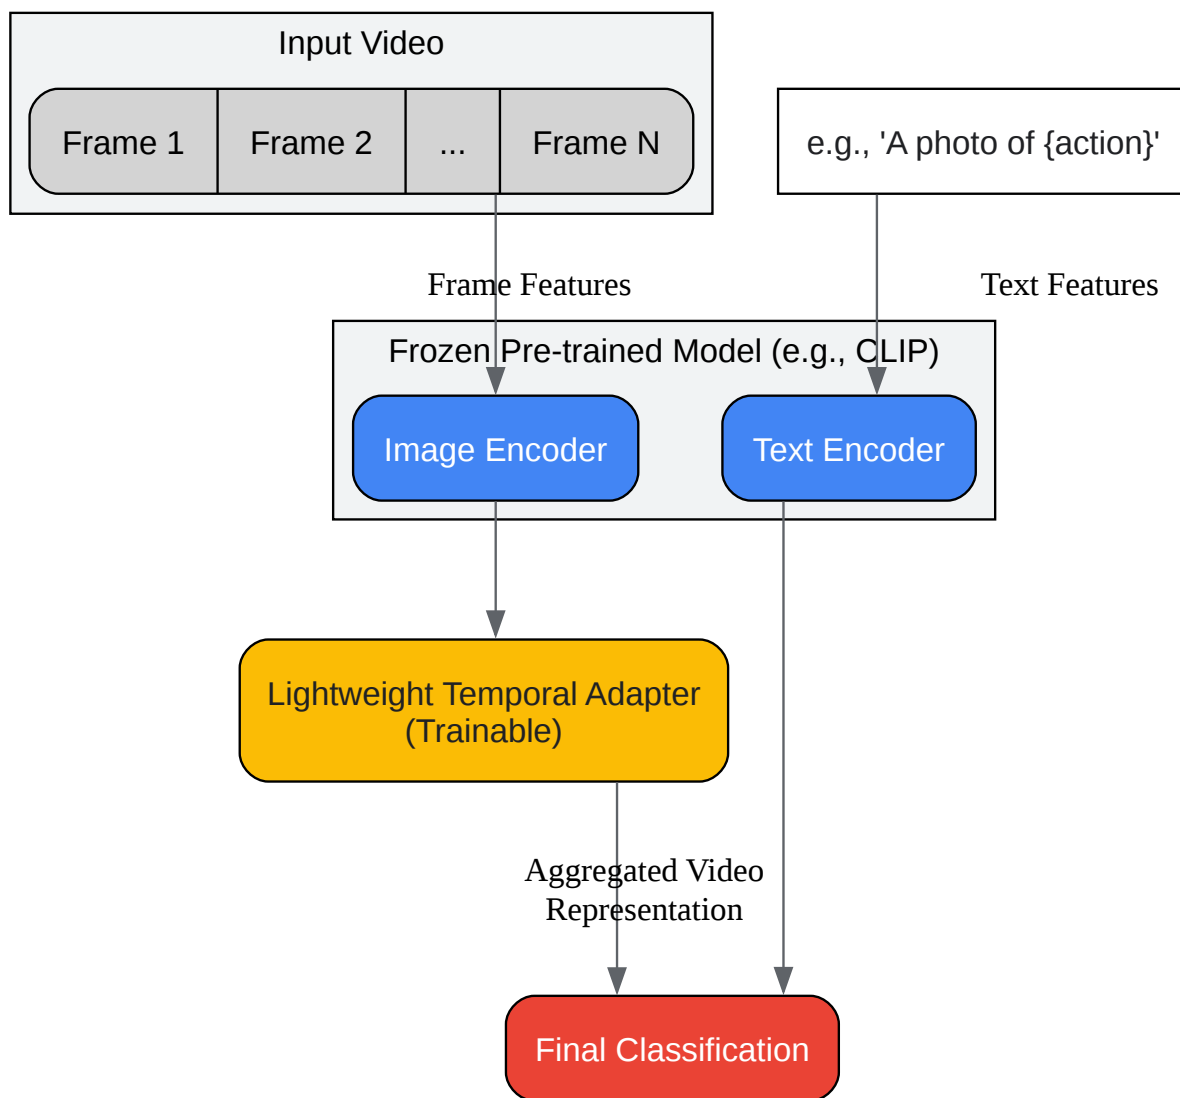 Input Video
Frame 1
Frame 2
...
Frame N
e.g., 'A photo of {action}'
Frame Features
Text Features
Frozen Pre-trained Model (e.g., CLIP)
Image Encoder
Text Encoder
Lightweight Temporal Adapter
(Trainable)
Aggregated Video
Representation
Final Classification